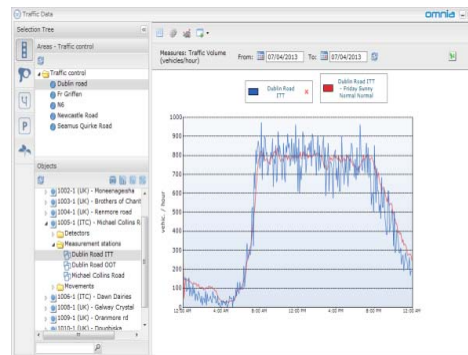 Traffic Data
omnia
Selection Tree
Areas - Traffic control
Traffic control
Dublin road
Fr Griffen
N6
Newcastle Road
Seamus Quirke Road
Objects
1002-1 (UK) - Moneenageisha
1003-1 (UK) - Brothers of Charit
1004-1 (UK) - Renmore road
1005-1 (ITC) - Michael Collins R
Detectors
Measurement stations
Dublin Road ITT
Dublin Road OOT
Michael Collins Road
Movements
1006-1 (ITC) - Dawn Dairies
1008-1 (UK) - Galway Crystal
1009-1 (UK) - Oranmore rd
1010-1 (UK) - Doughiska
Measures: Traffic Volume
(vehicles/hour)
From: 07/04/2013 To: 07/04/2013
Dublin Road
ITT
Dublin Road ITT
- Friday Sunny
Normal Normal
vehic. / hour
1000
900
800
700
600
500
400
300
200
100
0
12:00 AM 4:00 AM 8:00 AM 12:00 PM 4:00 PM 8:00 PM 12:00 AM